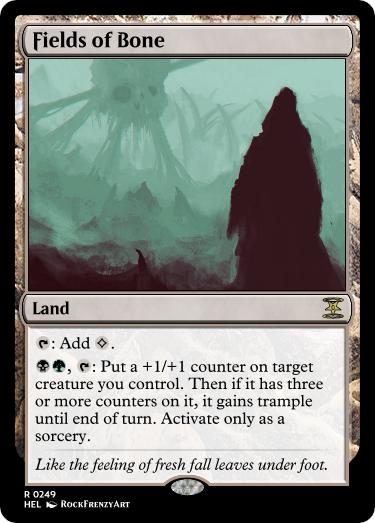 Fields of Bone
Land
: Add .
, : Put a +1/+1 counter on target
creature you control. Then if it has three
or more counters on it, it gains trample
until end of turn. Activate only as a
sorcery.
Like the feeling of fresh fall leaves under foot.
R 0249
HEL RockFrenzyArt